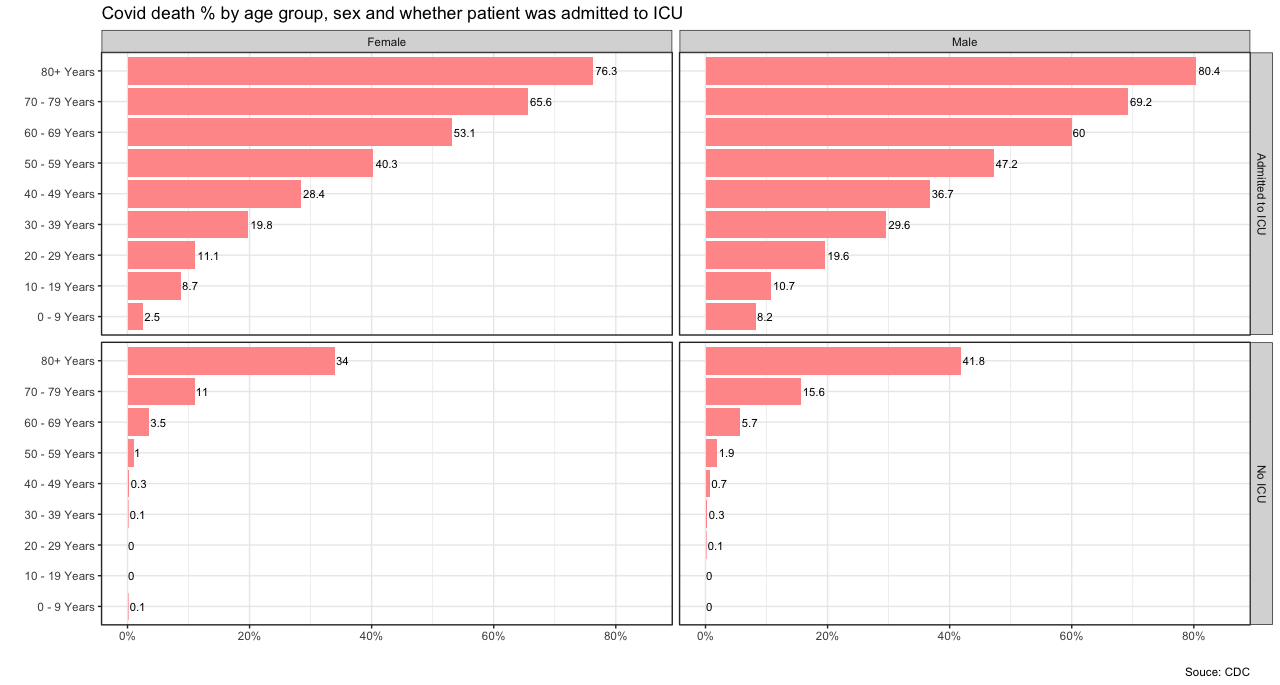 Covid death % by age group, sex and whether patient was admitted to ICU
Female
Male
80+ Years 76.3 80.4
70 - 79 Years 65.6 69.2
60 - 69 Years 53.1 60
50 - 59 Years 40.3 47.2
40 - 49 Years 28.4 36.7
30 - 39 Years 19.8 29.6
20 - 29 Years 11.1 19.6
10 - 19 Years 8.7 10.7
0 - 9 Years 2.5 8.2
Admitted to ICU
80+ Years 34 41.8
70 - 79 Years 11 15.6
60 - 69 Years 3.5 5.7
50 - 59 Years 1 1.9
40 - 49 Years 0.3 0.7
30 - 39 Years 0.1 0.3
20 - 29 Years 0 0.1
10 - 19 Years 0 0
0 - 9 Years 0.1 0
No ICU
0% 20% 40% 60% 80% 0% 20% 40% 60% 80%
Souce: CDC